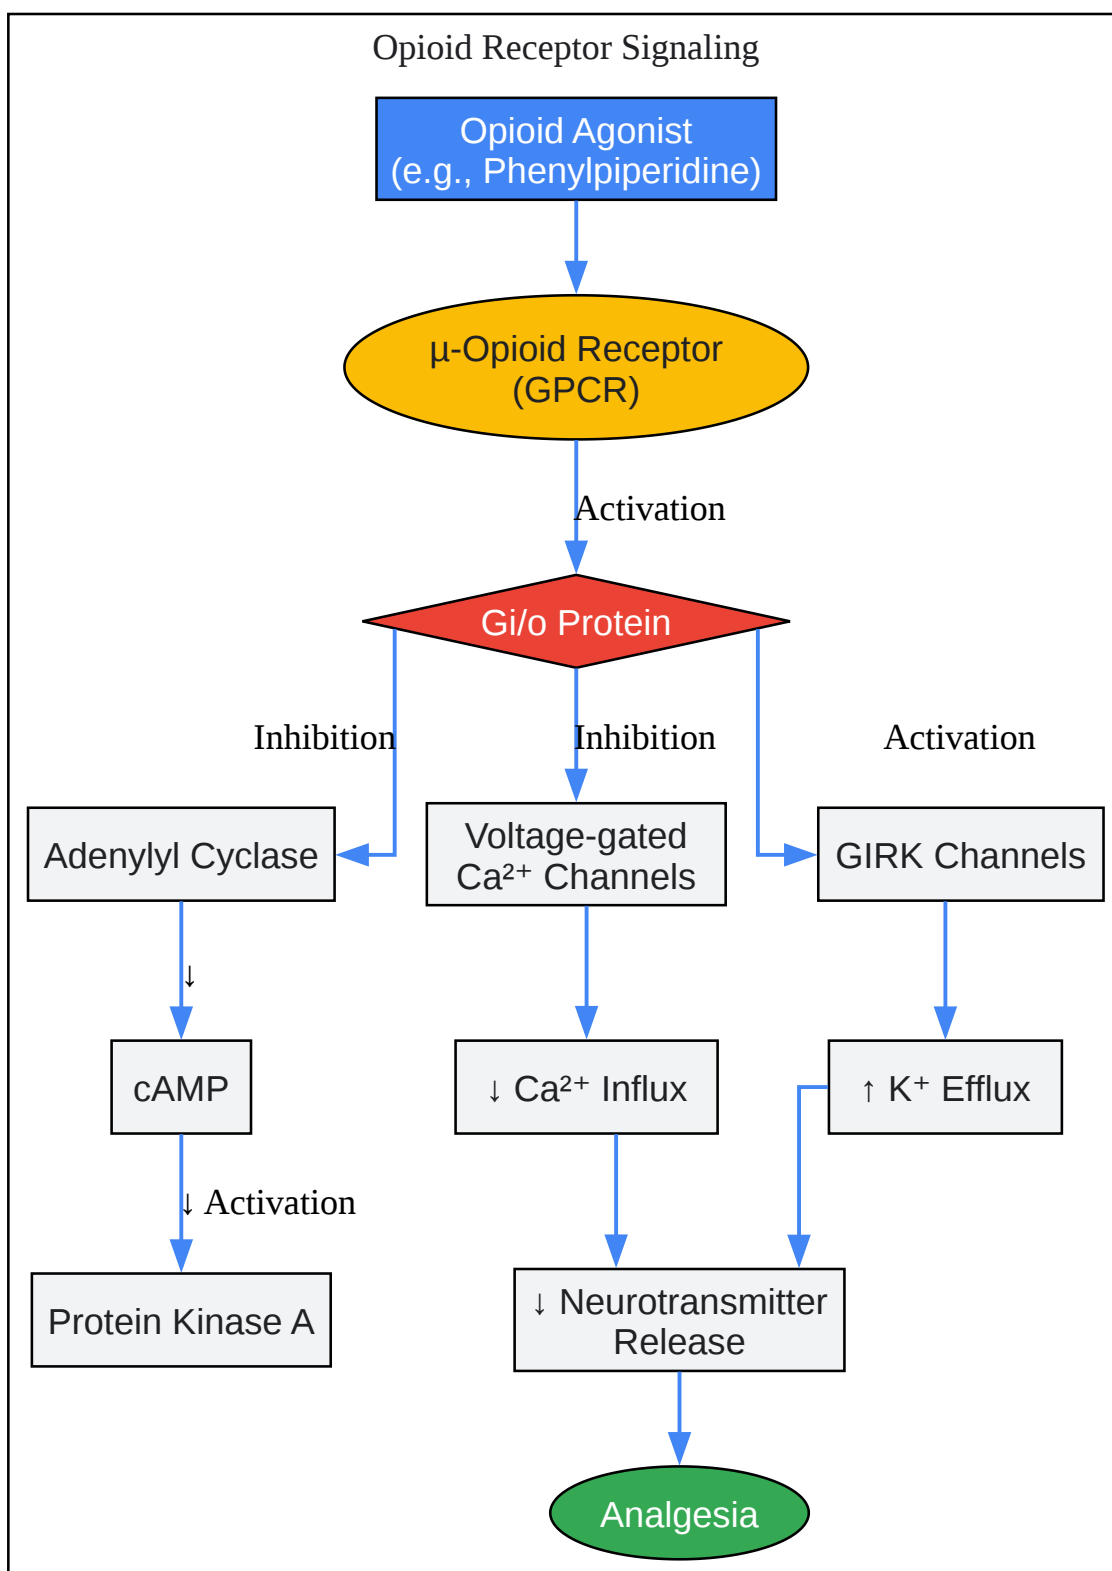 Opioid Receptor Signaling
Opioid Agonist
(e.g., Phenylpiperidine)
µ-Opioid Receptor
(GPCR)
Activation
Gi/o Protein
Inhibition
Inhibition
Activation
Adenylyl Cyclase
Voltage-gated
Ca²⁺ Channels
GIRK Channels
↓
cAMP
↓ Ca²⁺ Influx
↑ K⁺ Efflux
↓ Activation
Protein Kinase A
↓ Neurotransmitter
Release
Analgesia